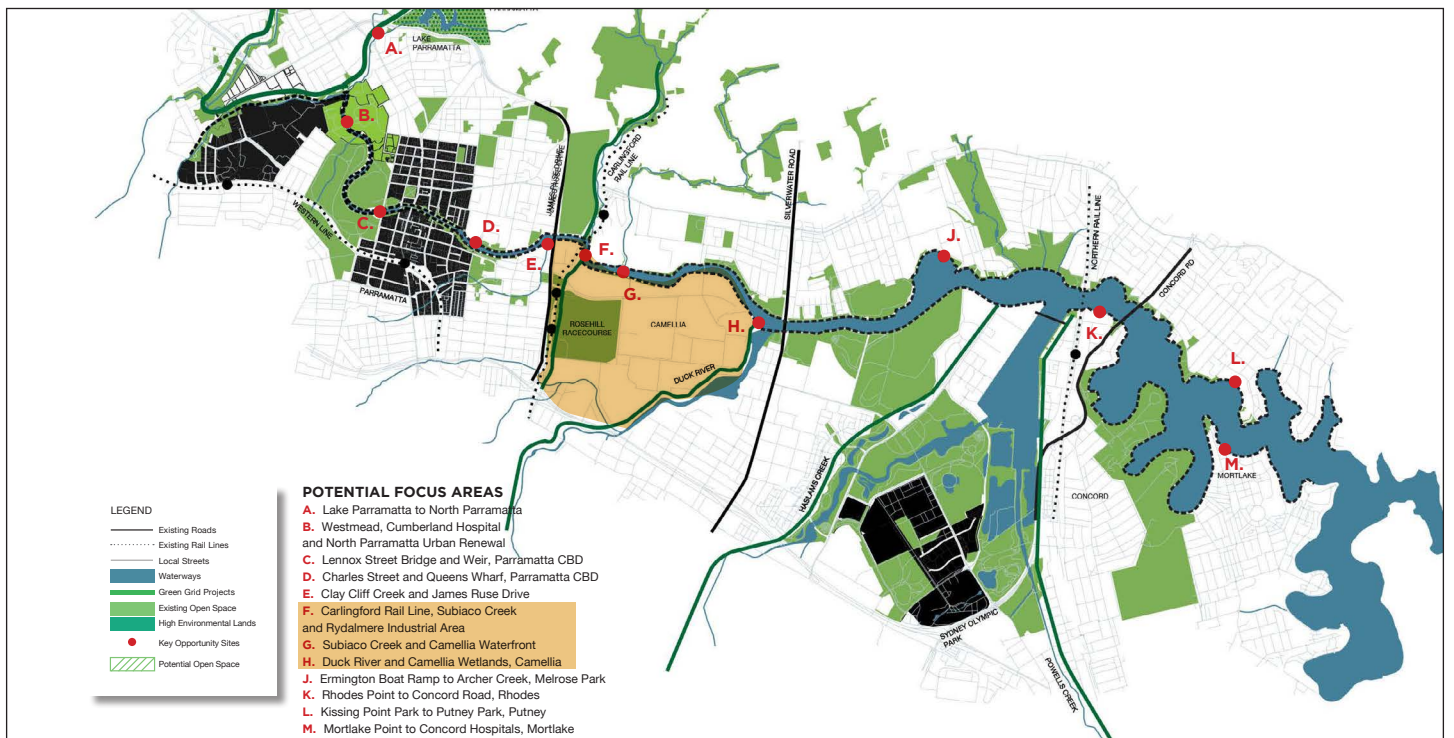 A.
LAKE
PARRAMATTA
B.
WESTERN LINE
C.
D.
PARRAMATTA
JAMES RUSE DRIVE
E.
CARLINGFORD
RAIL LINE
F.
G.
ROSEHILL
RACECOURSE
CAMELLIA
H.
DUCK RIVER
SILVERWATER ROAD
J.
NORTHERN RAIL LINE
CONCORD RD
K.
L.
M.
MORTLAKE
CONCORD
HASLAMS CREEK
SYDNEY OLYMPIC
PARK
POWELLS CREEK
LEGEND
Existing Roads
Existing Rail Lines
Local Streets
Waterways
Green Grid Projects
Existing Open Space
High Environmental Lands
Key Opportunity Sites
Potential Open Space
POTENTIAL FOCUS AREAS
A. Lake Parramatta to North Parramatta
B. Westmead, Cumberland Hospital
and North Parramatta Urban Renewal
C. Lennox Street Bridge and Weir, Parramatta CBD
D. Charles Street and Queens Wharf, Parramatta CBD
E. Clay Cliff Creek and James Ruse Drive
F. Carlingford Rail Line, Subiaco Creek
and Rydalmere Industrial Area
G. Subiaco Creek and Camellia Waterfront
H. Duck River and Camellia Wetlands, Camellia
J. Ermington Boat Ramp to Archer Creek, Melrose Park
K. Rhodes Point to Concord Road, Rhodes
L. Kissing Point Park to Putney Park, Putney
M. Mortlake Point to Concord Hospitals, Mortlake